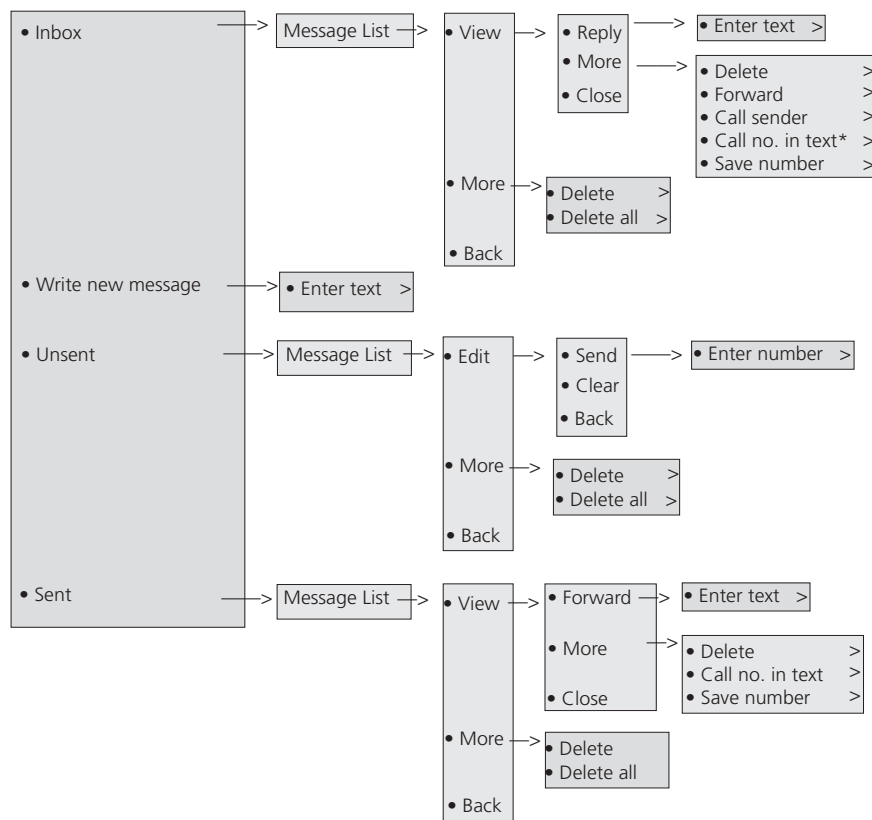 • Inbox
Message List
• View
• Reply
• More
• Close
• Enter text >
• Delete >
• Forward >
• Call sender >
• Call no. in text* >
• Save number >
• More
• Delete >
• Delete all >
• Back
• Write new message
• Enter text >
• Unsent
Message List
• Edit
• Send
• Clear
• Back
• Enter number >
• More
• Delete >
• Delete all >
• Back
• Sent
Message List
• View
• Forward
• More
• Close
• Enter text >
• Delete >
• Call no. in text >
• Save number >
• More
• Delete
• Delete all
• Back